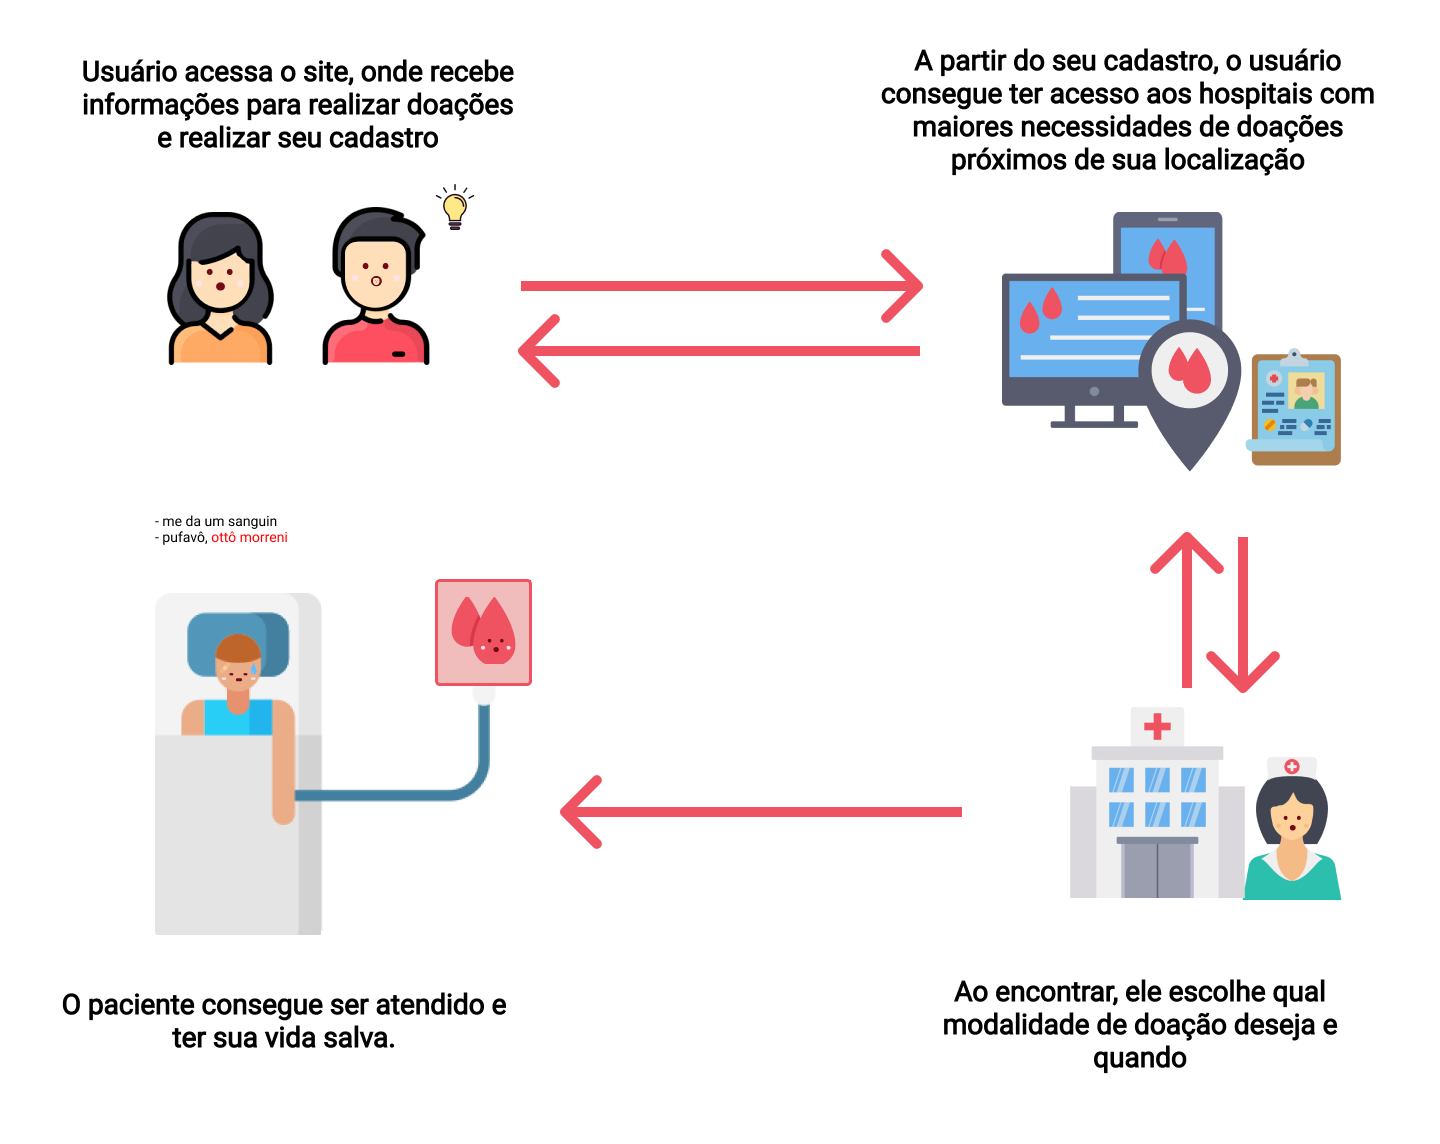 Usuário acessa o site, onde recebe
informações para realizar doações
e realizar seu cadastro
A partir do seu cadastro, o usuário
consegue ter acesso aos hospitais com
maiores necessidades de doações
próximos de sua localização
- me da um sanguin
- pufavô, ottô morreni
O paciente consegue ser atendido e
ter sua vida salva.
Ao encontrar, ele escolhe qual
modalidade de doação deseja e
quando